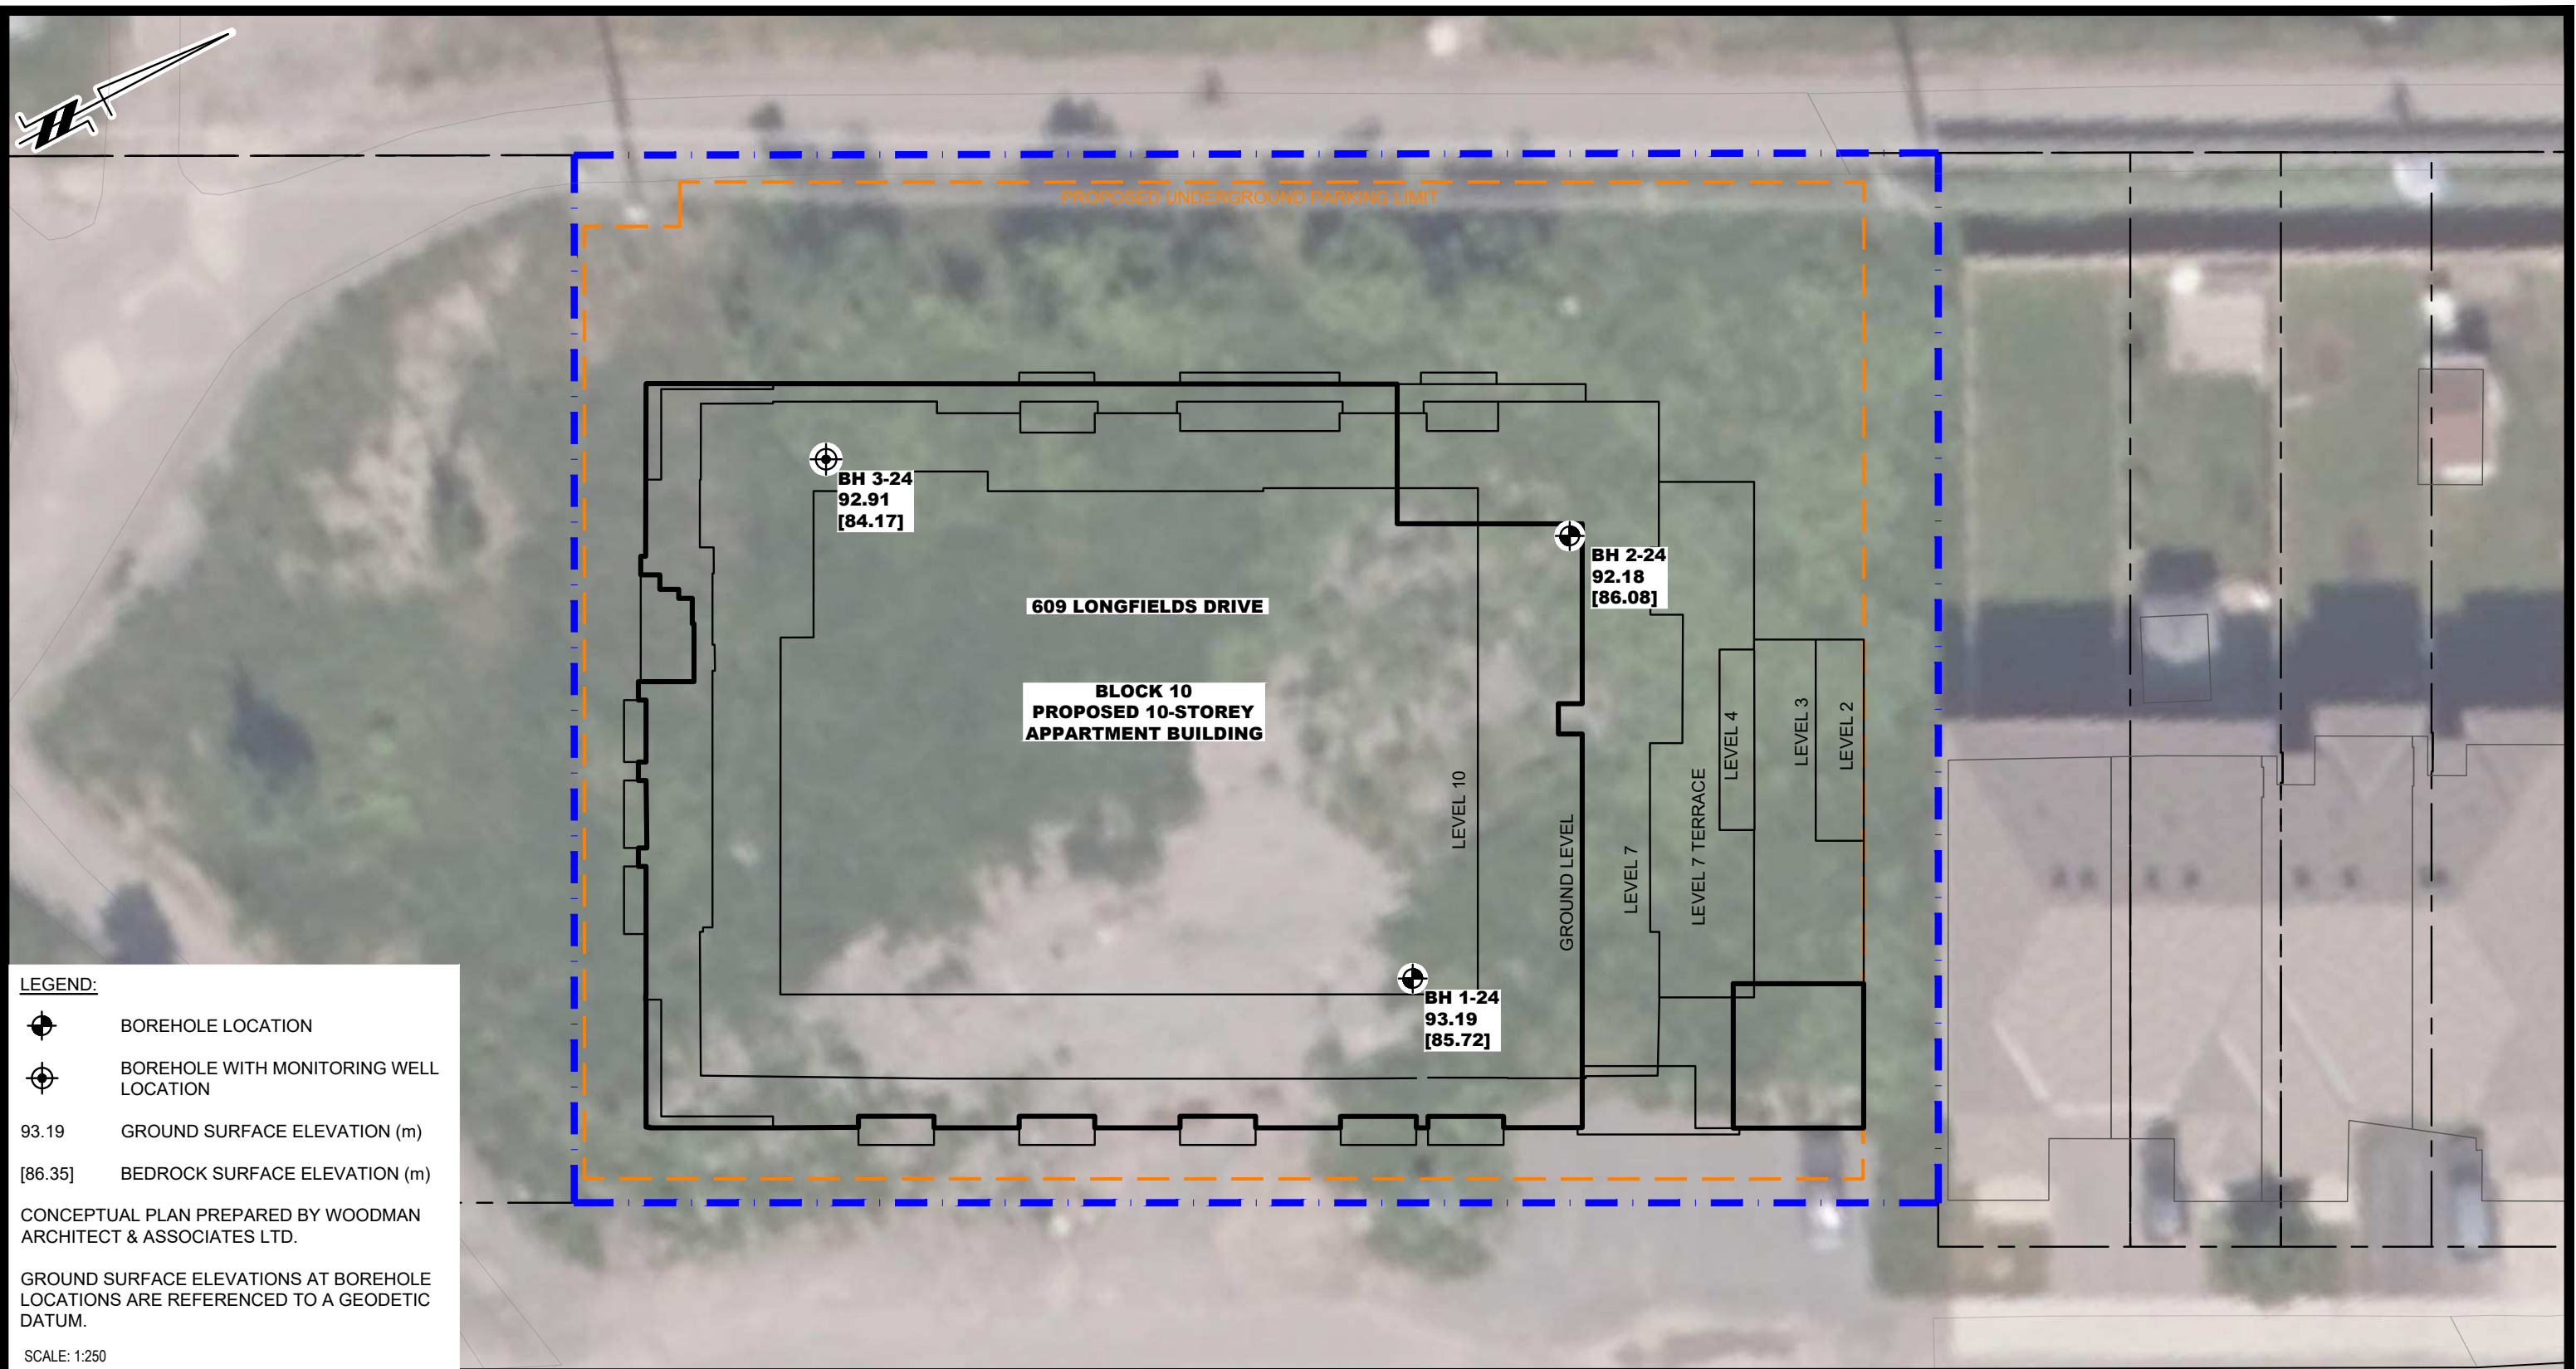 PROPOSED UNDERGROUND PARKING LIMIT
BH 3-24
92.91
[84.17]
BH 2-24
92.18
[86.08]
609 LONGFIELDS DRIVE
BLOCK 10
PROPOSED 10-STOREY
APPARTMENT BUILDING
LEVEL 10
GROUND LEVEL
LEVEL 7
LEVEL 7 TERRACE
LEVEL 4
LEVEL 3
LEVEL 2
BH 1-24
93.19
[85.72]
LEGEND:
BOREHOLE LOCATION
BOREHOLE WITH MONITORING WELL
LOCATION
93.19 GROUND SURFACE ELEVATION (m)
[86.35] BEDROCK SURFACE ELEVATION (m)
CONCEPTUAL PLAN PREPARED BY WOODMAN
ARCHITECT & ASSOCIATES LTD.
GROUND SURFACE ELEVATIONS AT BOREHOLE
LOCATIONS ARE REFERENCED TO A GEODETIC
DATUM.
SCALE: 1:250